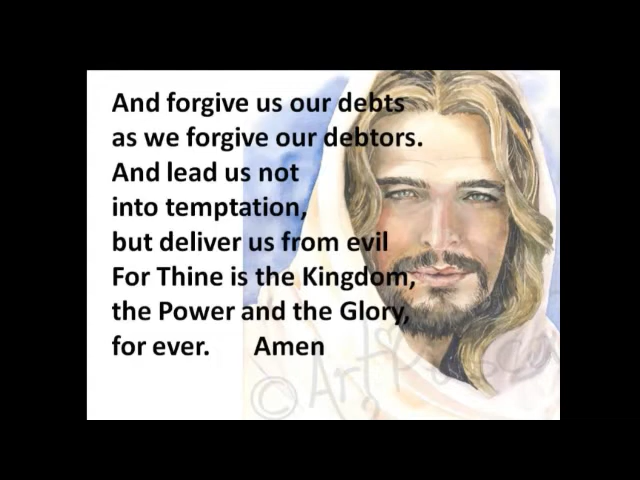 And forgive us our debts
as we forgive our debtors.
And lead us not
into temptation,
but deliver us from evil
For Thine is the Kingdom,
the Power and the Glory,
for ever. Amen
© Art